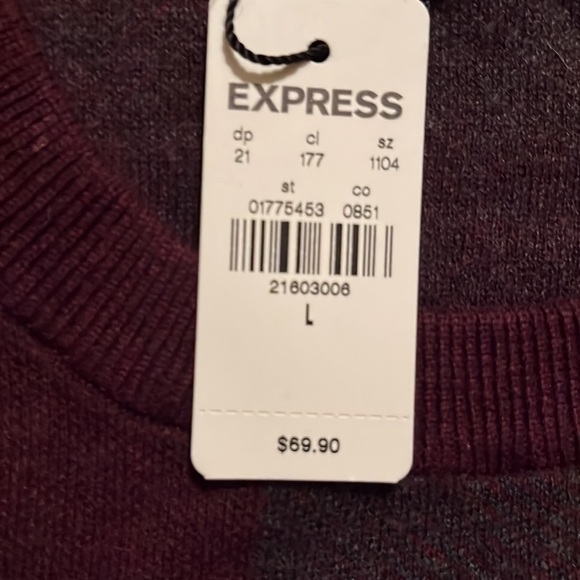 EXPRESS
dp cl sz
21 177 1104
st co
01775453 0851
21603006
L
$69.90